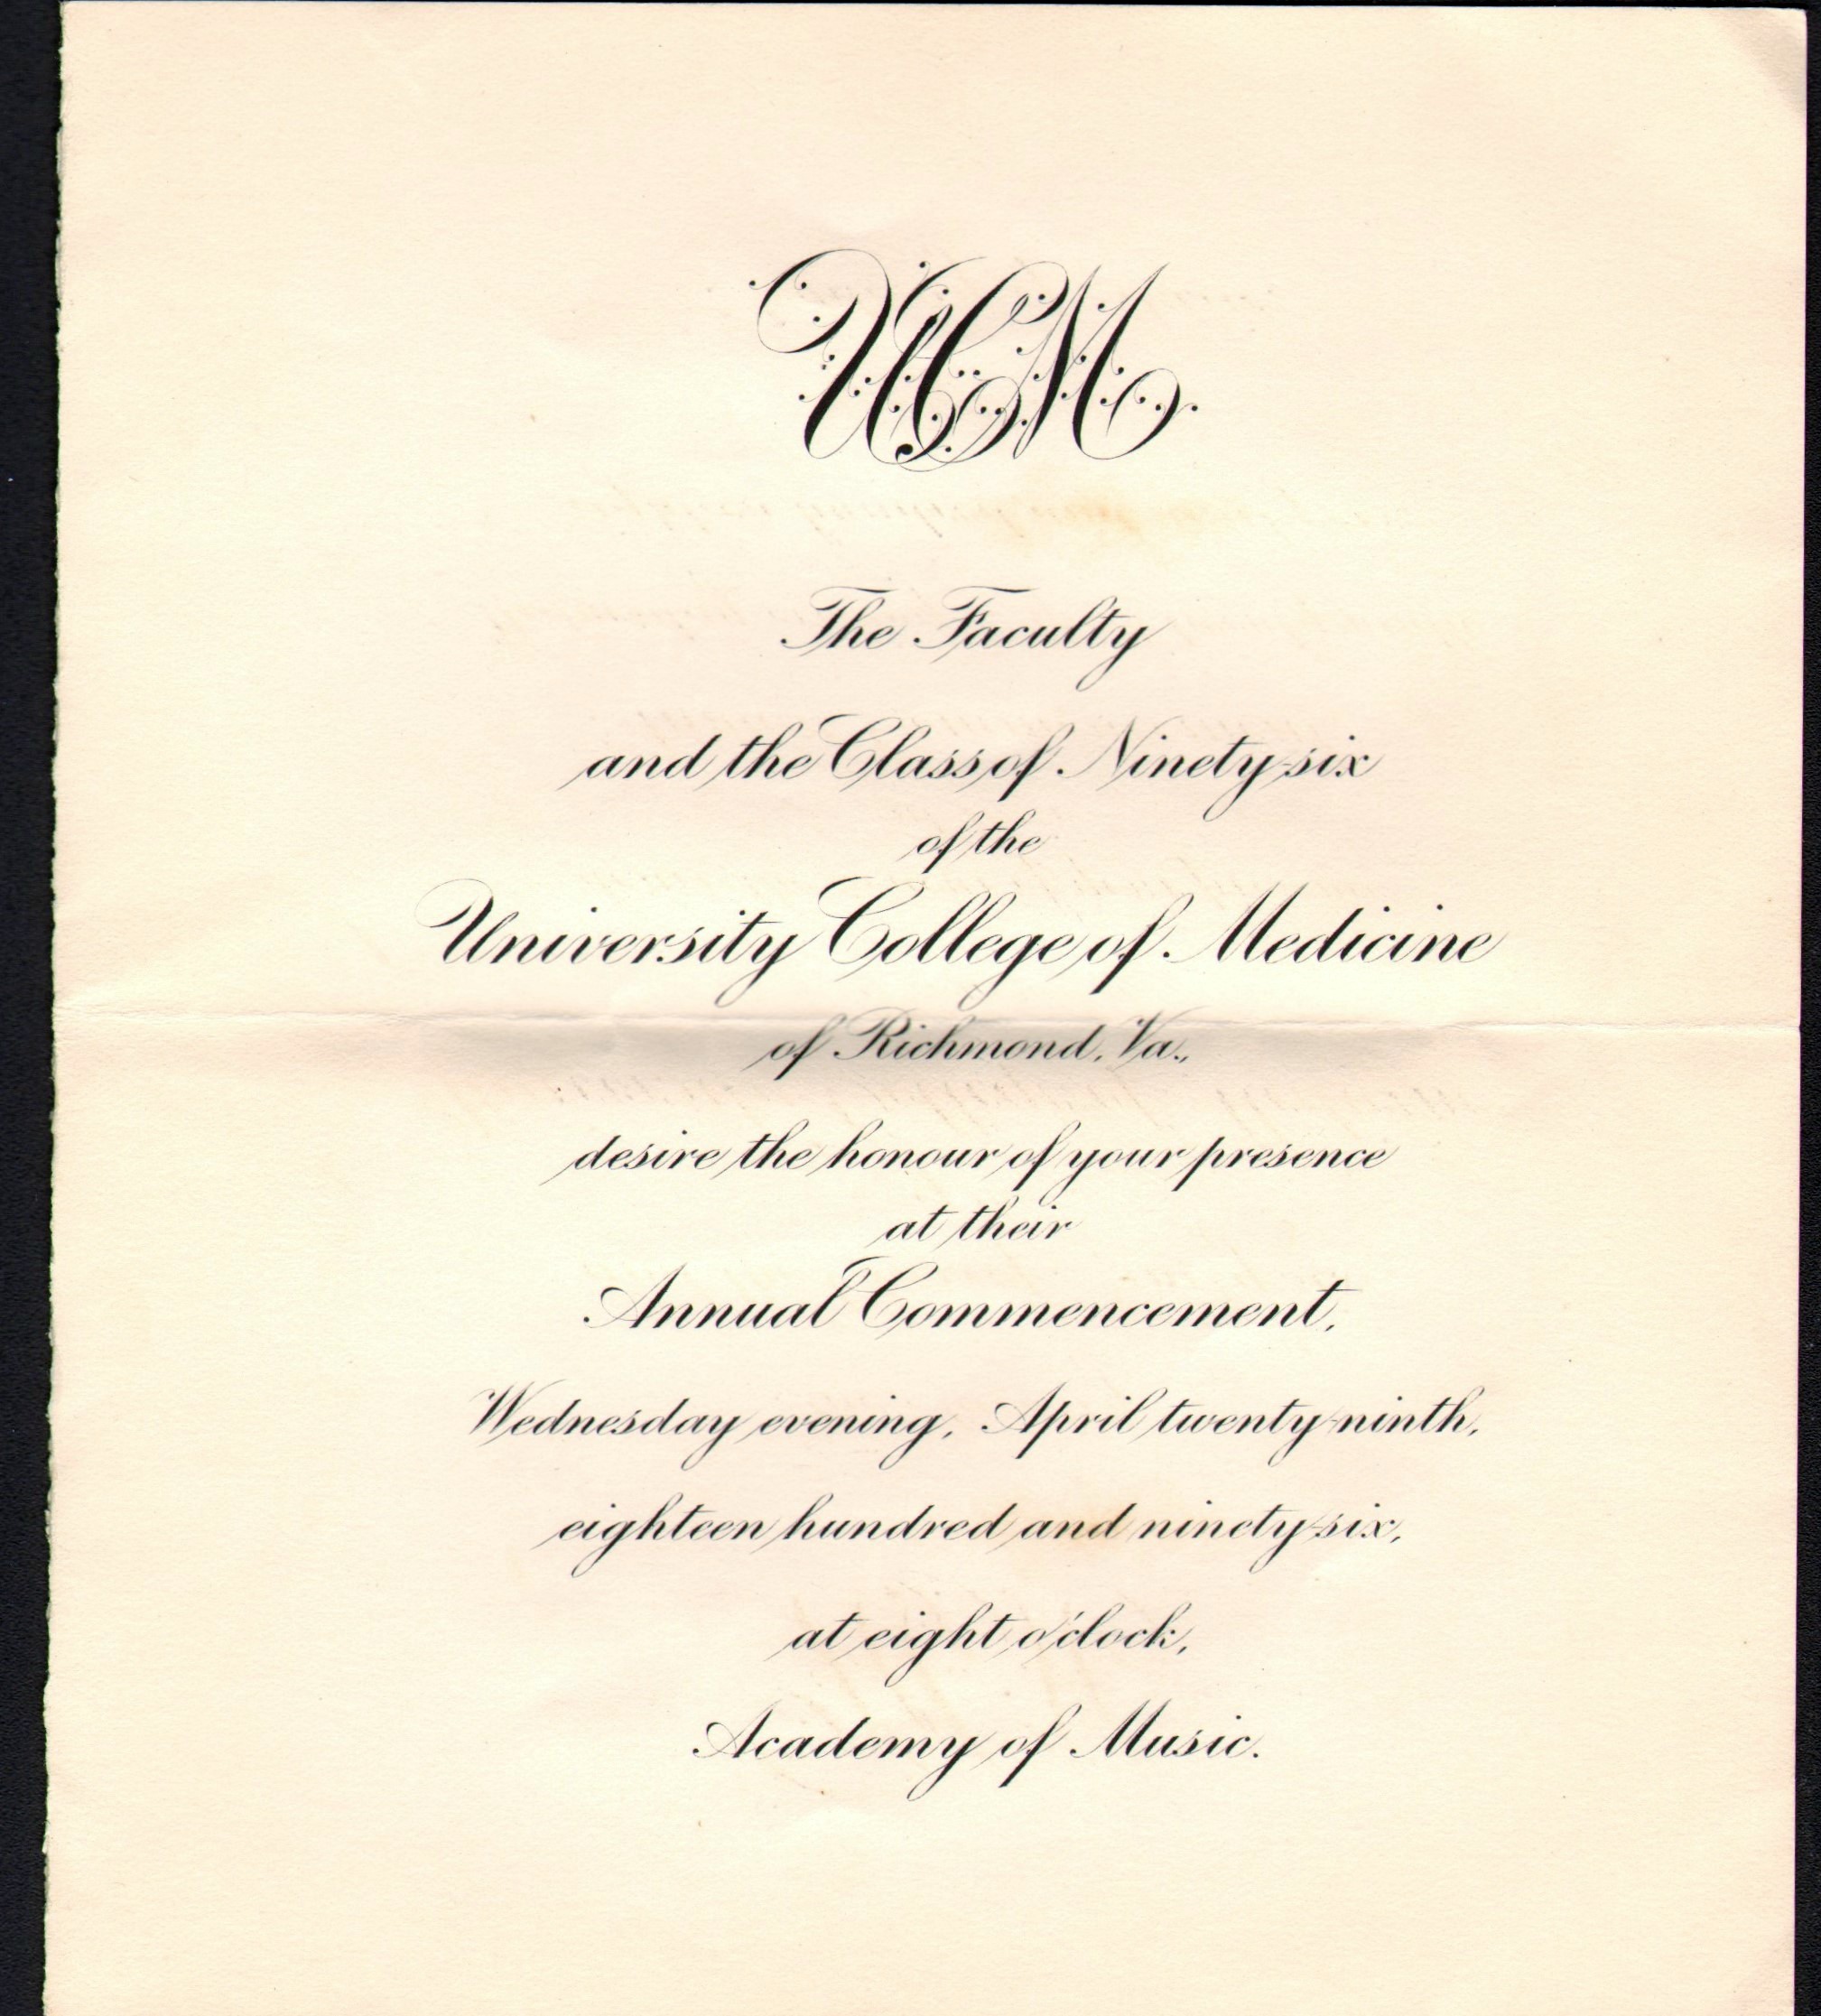 UCM.
The Faculty
and the Class of Ninety-six
of the
University College of Medicine
of Richmond, Va.,
desire the honour of your presence
at their
Annual Commencement,
Wednesday evening, April twenty-ninth,
eighteen hundred and ninety-six,
at eight o'clock,
Academy of Music.